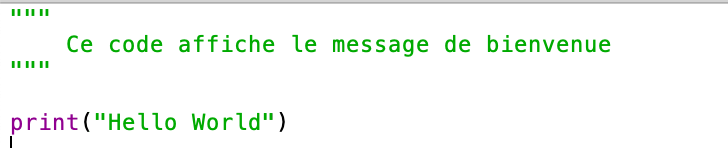 """
    Ce code affiche le message de bienvenue
"""
print("Hello World")